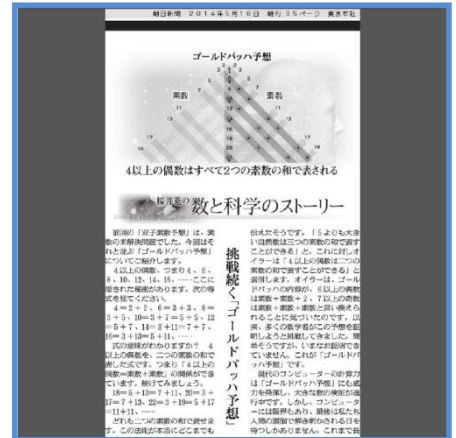 朝日新聞 2014年5月18日 朝刊35ページ 東京本社
ゴールドバッハ予想
素数
素数
4以上の偶数はすべて2つの素数の和で表される
桜井進の
数と科学のストーリー
挑戦続く「ゴールドバッハ予想」
前回の「双子素数予想」は、素
数の未解決問題でした。今回はそ
れと並ぶ「ゴールドバッハ予想」
についてご紹介します。
4以上の偶数、つまり4、6、
8、10、12、14、16、……ここに
隠された秘密があります。次の等
式を見てください。
4=2+2、6=3+3、8=
3+5、10=3+7=5+5、12
=5+7、14=3+11=7+7、
16=3+13=5+11、……
式の意味がわかりますか？ 4
以上の偶数を、二つの素数の和で
表した式です。つまり「4以上の
偶数=素数+素数」の関係ができ
ています。続けてみましょう。
18=5+13=7+11、20=3+
17=7+13、22=3+19=5+17
=11+11、……
どれも二つの素数の和で表せま
す。この法則が本当にどこまでも
伝えたそうです。「5よりも大き
い自然数は三つの素数の和で表す
ことができる」と。これに対しオ
イラーは「4以上の偶数は二つの
素数の和で表すことができる」と
返信します。オイラーは、ゴール
ドバッハの内容が、6以上の偶数
は素数+素数+2、7以上の奇数
は素数+素数+素数と言い換えら
れることに気づいたのです。以
来、多くの数学者がこの予想を証
明しようと挑戦してきました。簡
単そうですが、いまなお証明でき
ていません。これが「ゴールドバ
ッハ予想」です。
現代のコンピューターの計算力
は「ゴールドバッハ予想」にも威
力を発揮し、大きな数の検証が進
行中です。しかし、コンピュータ
ーには限界もあり、最後は私たち
人間の頭脳で解き明かされる日を
待つしかありません。これまで長